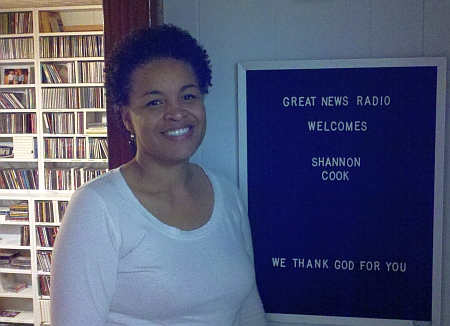 GREAT NEWS RADIO
WELCOMES
SHANNON
COOK
WE THANK GOD FOR YOU